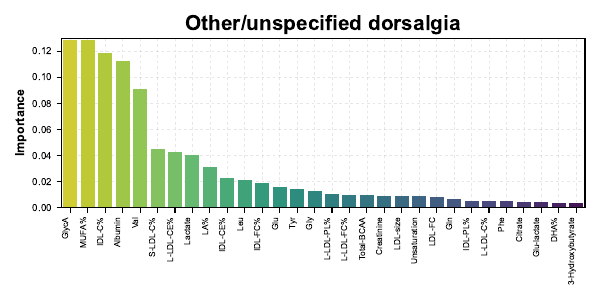 Other/unspecified dorsalgia
Importance
0.12
0.10
0.08
0.06
0.04
0.02
0.00
GlycA
MUFA%
IDL-C%
Albumin
Val
S-LDL-C%
L-LDL-CE%
Lactate
LA%
IDL-CE%
Leu
IDL-FC%
Glu
Tyr
Gly
L-LDL-PL%
L-LDL-FC%
Total-BCAA
Creatinine
LDL-size
Unsaturation
LDL-FC
Gln
IDL-PL%
L-LDL-C%
Phe
Citrate
Glu-lactate
DHA%
3-Hydroxybutyrate